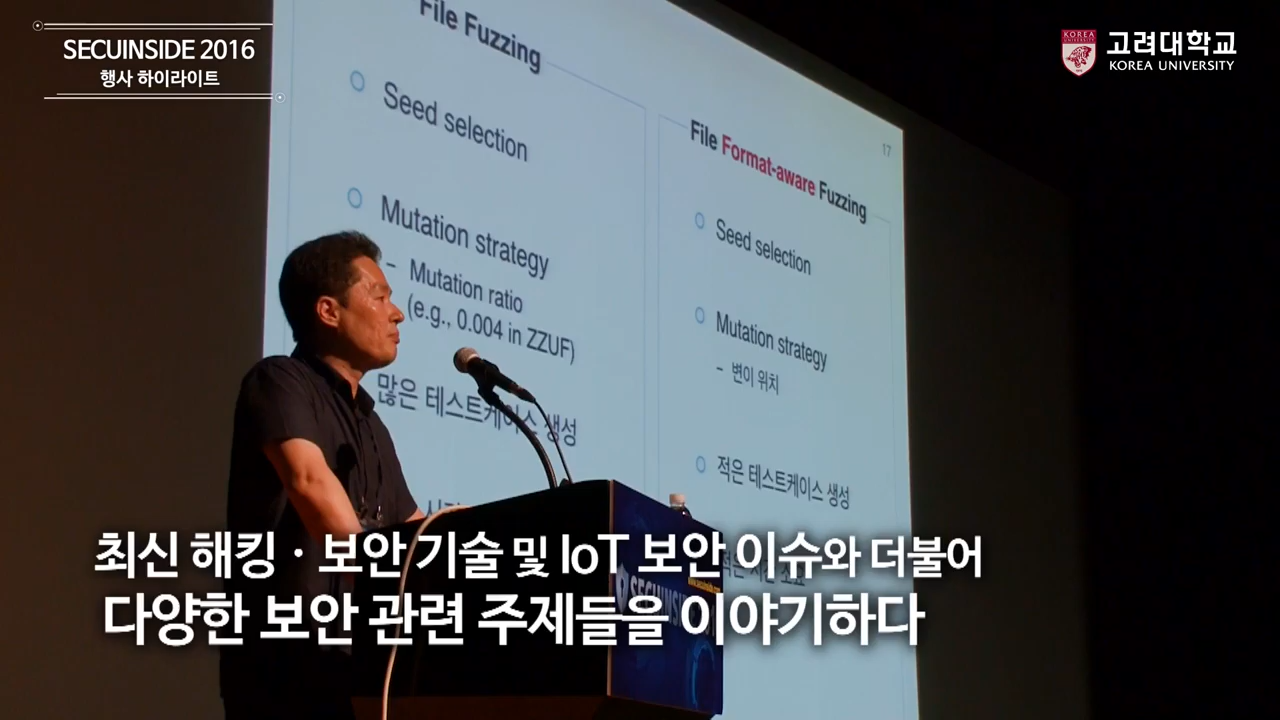 SECUINSIDE 2016
행사 하이라이트
고려대학교
KOREA UNIVERSITY
File Fuzzing
Seed selection
Mutation strategy
– Mutation ratio
(e.g., 0.004 in ZZUF)
많은 테스트케이스 생성
17
File Format-aware Fuzzing
Seed selection
Mutation strategy
– 변이 위치
적은 테스트케이스 생성
최신 해킹 · 보안 기술 및 IoT 보안 이슈와 더불어
다양한 보안 관련 주제들을 이야기하다